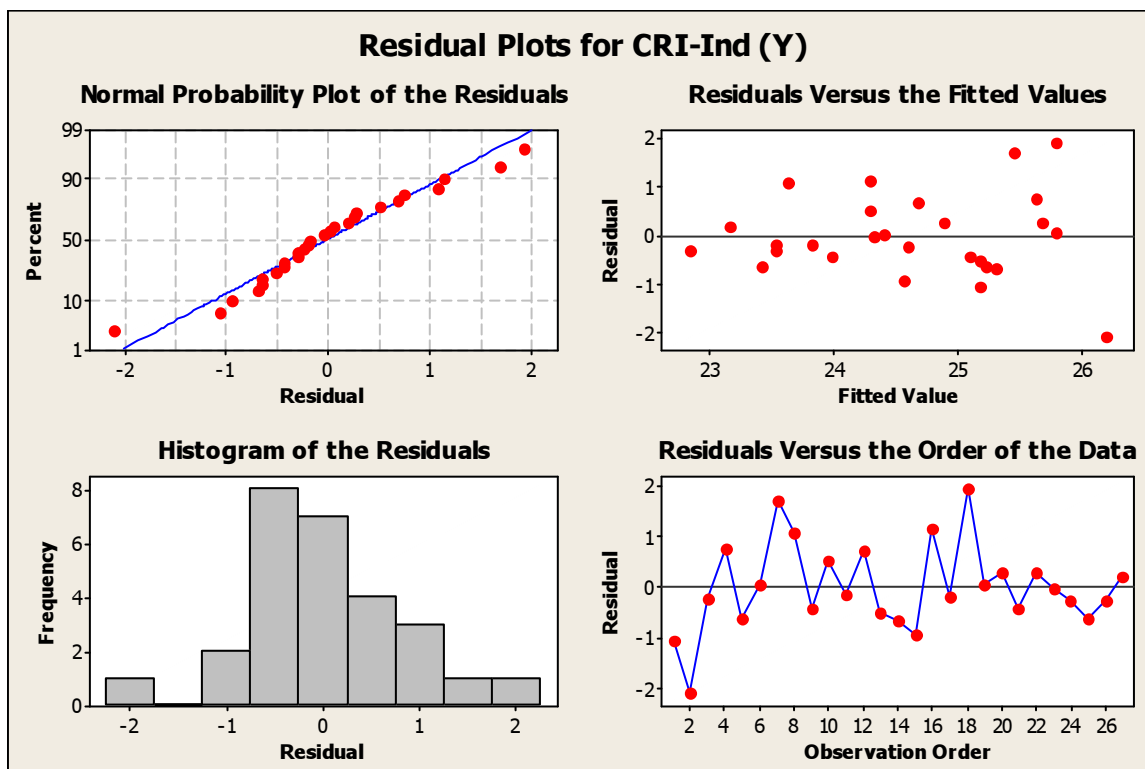 Residual Plots for CRI-Ind (Y)
Normal Probability Plot of the Residuals
99
90
50
10
1
Percent
-2 -1 0 1 2
Residual
Residuals Versus the Fitted Values
2
1
0
-1
-2
Residual
23 24 25 26
Fitted Value
Histogram of the Residuals
8
6
4
2
0
Frequency
-2 -1 0 1 2
Residual
Residuals Versus the Order of the Data
2
1
0
-1
-2
Residual
2 4 6 8 10 12 14 16 18 20 22 24 26
Observation Order